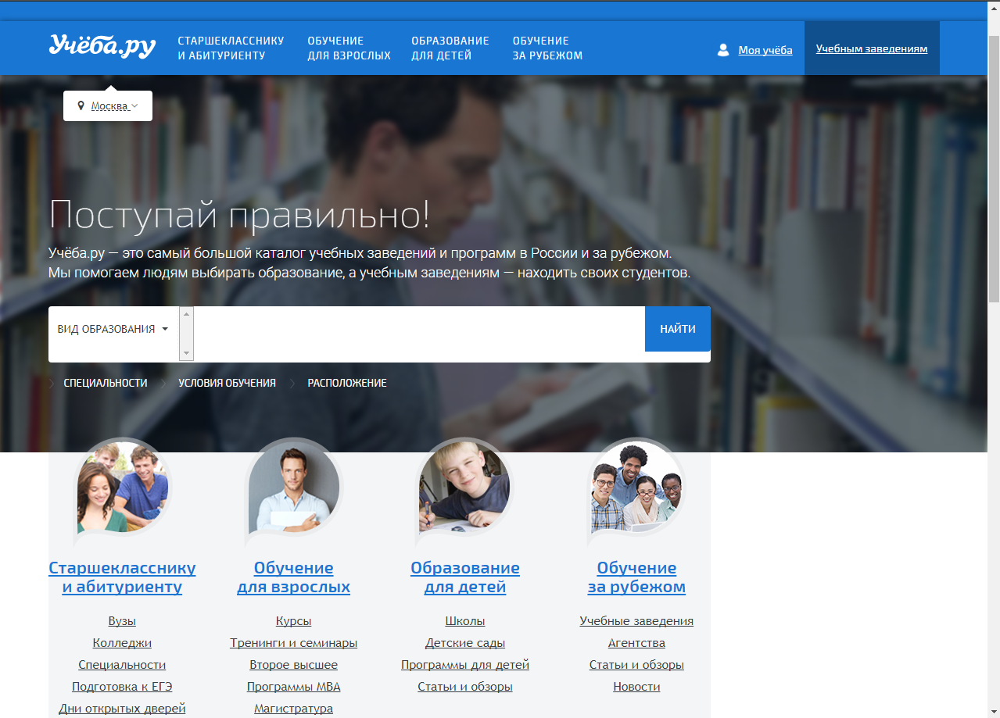 Учёба.ру
СТАРШЕКЛАССНИКУ
И АБИТУРИЕНТУ
ОБУЧЕНИЕ
ДЛЯ ВЗРОСЛЫХ
ОБРАЗОВАНИЕ
ДЛЯ ДЕТЕЙ
ОБУЧЕНИЕ
ЗА РУБЕЖОМ
Моя учёба
Учебным заведениям
Москва
Поступай правильно!
Учёба.ру — это самый большой каталог учебных заведений и программ в России и за рубежом.
Мы помогаем людям выбирать образование, а учебным заведениям — находить своих студентов.
ВИД ОБРАЗОВАНИЯ
НАЙТИ
СПЕЦИАЛЬНОСТИ
УСЛОВИЯ ОБУЧЕНИЯ
РАСПОЛОЖЕНИЕ
Старшекласснику
и абитуриенту
Вузы
Колледжи
Специальности
Подготовка к ЕГЭ
Дни открытых дверей
Обучение
для взрослых
Курсы
Тренинги и семинары
Второе высшее
Программы MBA
Магистратура
Образование
для детей
Школы
Детские сады
Программы для детей
Статьи и обзоры
Обучение
за рубежом
Учебные заведения
Агентства
Статьи и обзоры
Новости